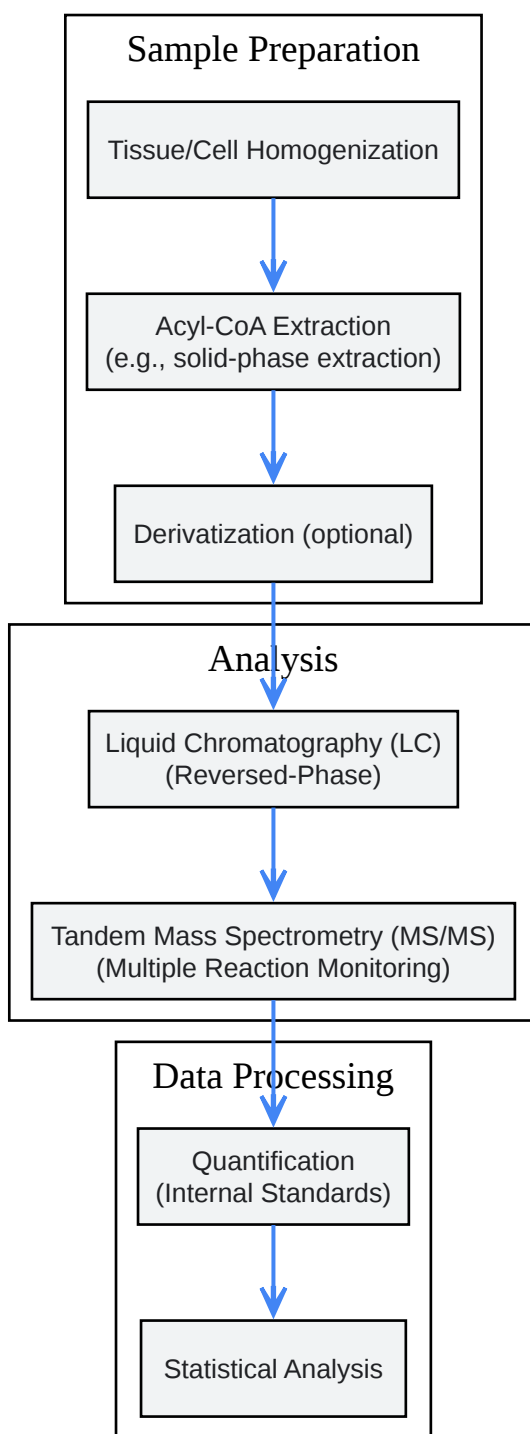 Sample Preparation
Tissue/Cell Homogenization
Acyl-CoA Extraction
(e.g., solid-phase extraction)
Derivatization (optional)
Analysis
Liquid Chromatography (LC)
(Reversed-Phase)
Tandem Mass Spectrometry (MS/MS)
(Multiple Reaction Monitoring)
Data Processing
Quantification
(Internal Standards)
Statistical Analysis